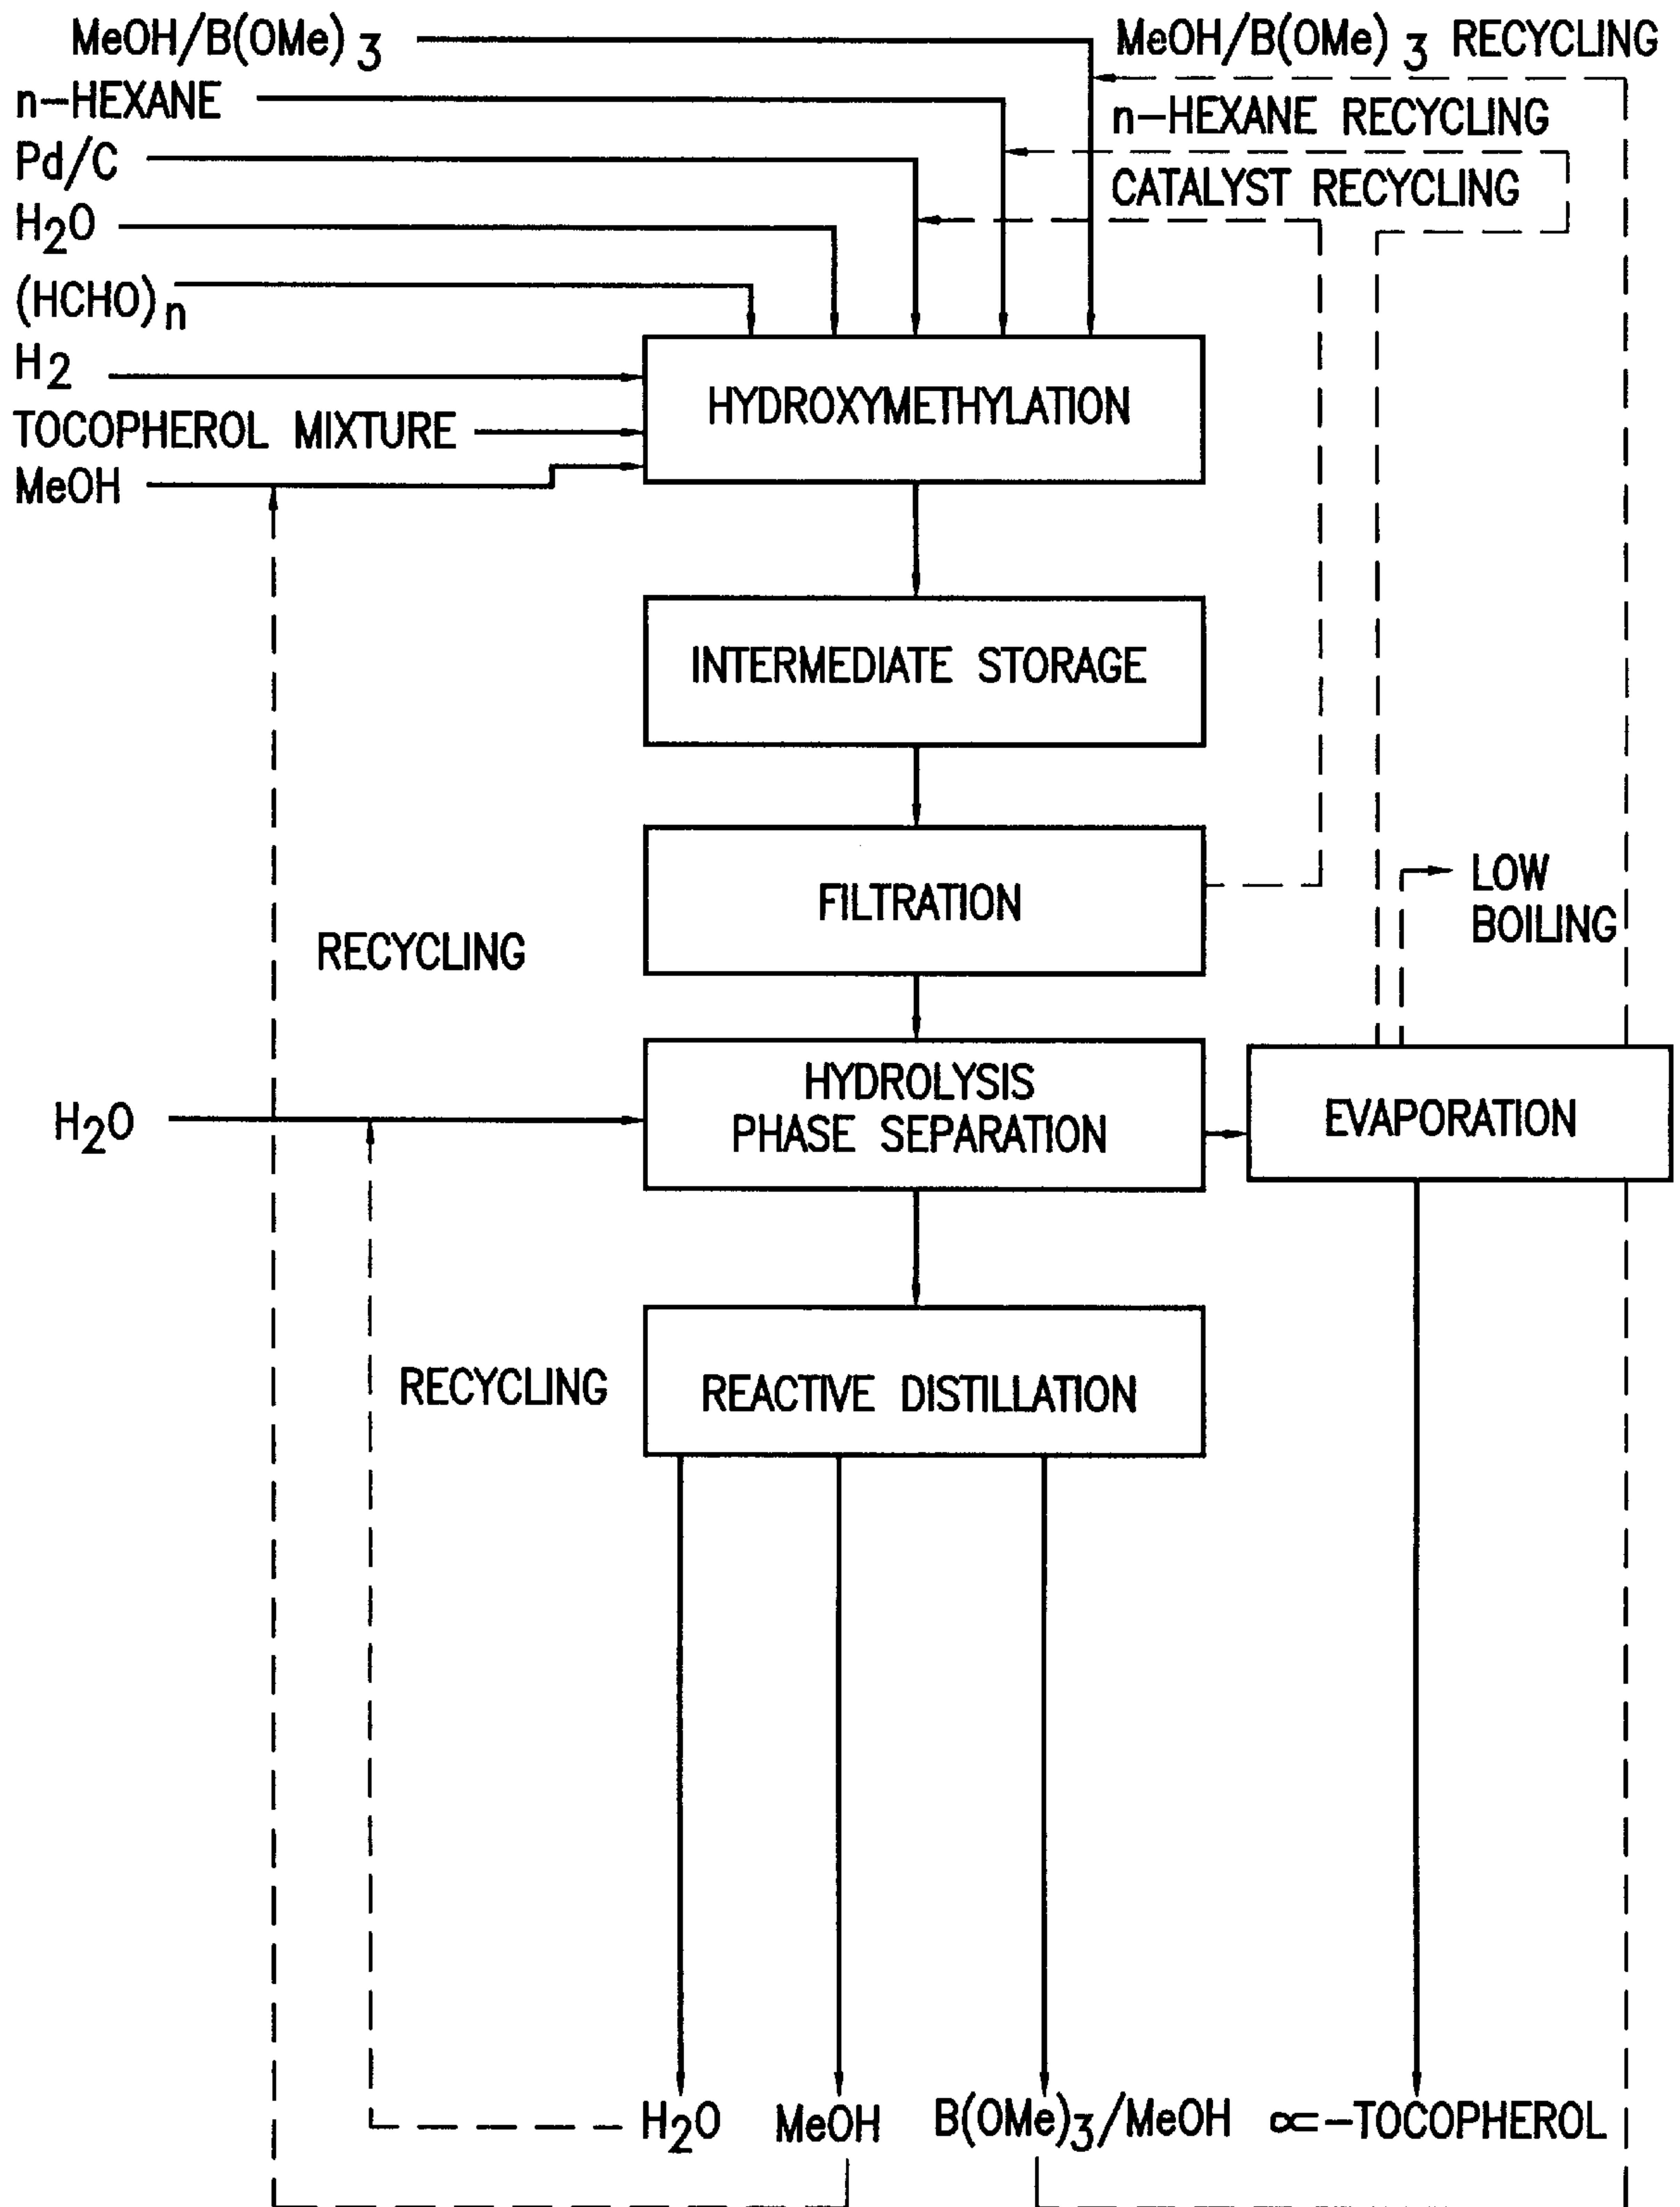 MeOH/B(OMe)3
MeOH/B(OMe)3 RECYCLING
n-HEXANE
n-HEXANE RECYCLING
Pd/C
CATALYST RECYCLING
H2O
(HCHO)n
H2
HYDROXYMETHYLATION
TOCOPHEROL MIXTURE
MeOH
INTERMEDIATE STORAGE
FILTRATION
LOW
BOILING
RECYCLING
H2O
HYDROLYSIS
PHASE SEPARATION
EVAPORATION
RECYCLING
REACTIVE DISTILLATION
H2O
MeOH
B(OMe)3/MeOH
∝-TOCOPHEROL